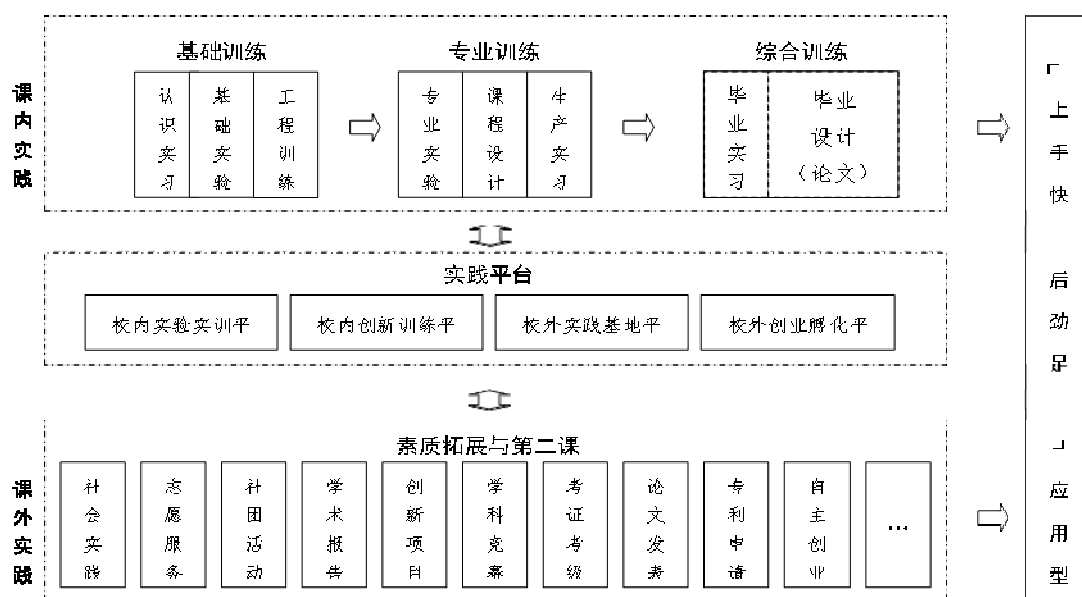 课内实践
基础训练
认识实习
基础实验
工程训练
专业训练
专业实验
课程设计
生产实习
综合训练
毕业实习
毕业
设计
（论文）
实践平台
校内实验实训平
校内创新训练平
校外实践基地平
校外创业孵化平
课外实践
素质拓展与第二课
社会实践
志愿服务
社团活动
学术报告
创新项目
学科竞赛
考证考级
论文发表
专利申请
自主创业
...
「上手快 后劲足 」应用型